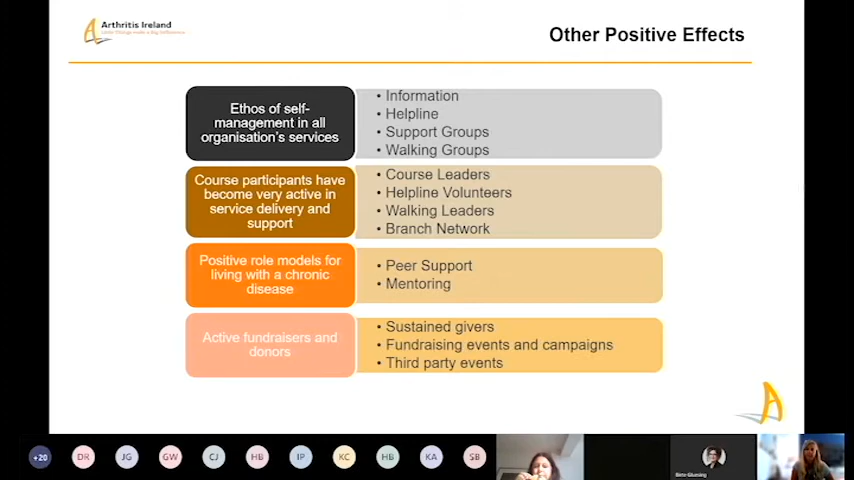 Arthritis Ireland
Little Things make a Big Difference
Other Positive Effects
Ethos of self-
management in all
organisation's services
• Information
• Helpline
• Support Groups
• Walking Groups
Course participants have
become very active in
service delivery and
support
• Course Leaders
• Helpline Volunteers
• Walking Leaders
• Branch Network
Positive role models for
living with a chronic
disease
• Peer Support
• Mentoring
Active fundraisers and
donors
• Sustained givers
• Fundraising events and campaigns
• Third party events
+20
DR
JG
GW
CJ
HB
IP
KC
HB
KA
SB